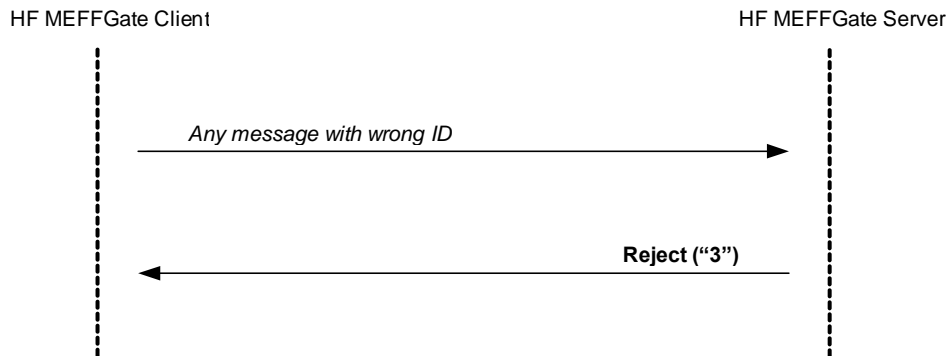 HF MEFFGate Client
HF MEFFGate Server
Any message with wrong ID
Reject (“3”)